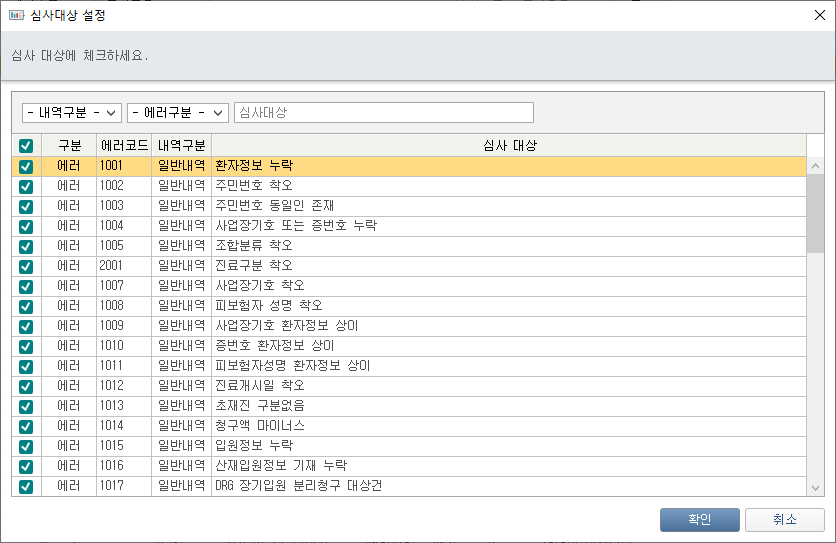 심사대상 설정
심사 대상에 체크하세요.
- 내역구분 - - 에러구분 - 심사대상
구분 에러코드 내역구분 심사 대상
에러 1001 일반내역 환자정보 누락
에러 1002 일반내역 주민번호 착오
에러 1003 일반내역 주민번호 동일인 존재
에러 1004 일반내역 사업장기호 또는 증번호 누락
에러 1005 일반내역 조합분류 착오
에러 2001 일반내역 진료구분 착오
에러 1007 일반내역 사업장기호 착오
에러 1008 일반내역 피보험자 성명 착오
에러 1009 일반내역 사업장기호 환자정보 상이
에러 1010 일반내역 증번호 환자정보 상이
에러 1011 일반내역 피보험자성명 환자정보 상이
에러 1012 일반내역 진료개시일 착오
에러 1013 일반내역 초재진 구분없음
에러 1014 일반내역 청구액 마이너스
에러 1015 일반내역 입원정보 누락
에러 1016 일반내역 산재입원정보 기재 누락
에러 1017 일반내역 DRG 장기입원 분리청구 대상건
확인 취소